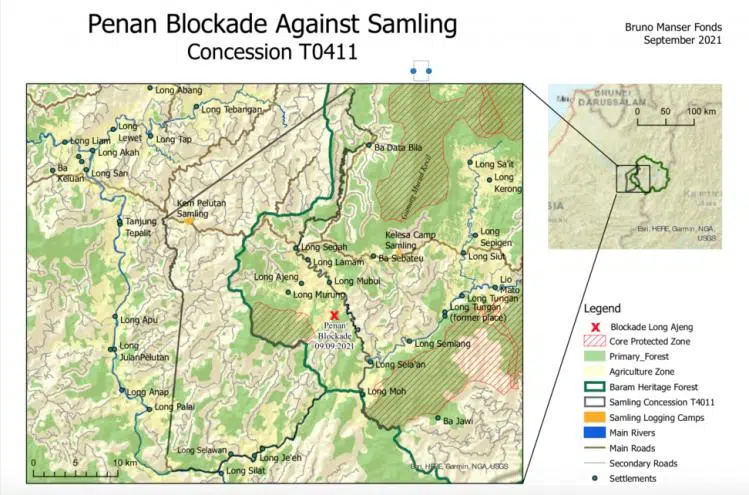 Penan Blockade Against Samling
Concession T0411
Bruno Manser Fonds
September 2021
Long Abang
Long Tebangan
Long
Lewet
Long Tap
Long Liam
Long Akah
Ba
Keluan
Long San
Kem Pelutan
Samling
Tanjung
Tepalit
Ba Data Bila
Gunung Murud Kecil
Long Sa'it
Long
Kerong
Long Segah
Kelesa Camp
Samling
Long
Sepigen
Long Lamam
Ba Sebateu
Long Siut
Long Ajeng
Long Mubui
Lio
Mato
Long Murung
Long Tungan
Long Tungan
(former place)
Penan
Blockade
09.09.2021
Long Apu
Long
JulanPelutan
Long Semiang
Long Sela'an
Long Anap
Long Moh
Long Palai
Ba Jawi
Long Selawan
Long Je'eh
Long Silat
0 5 10 km
Esri, HERE, Garmin, NGA, USGS
BRUNEI
DARUSSALAM
0 50 100 km
SIA
Esri, HERE, Garmin, NGA,
USGS
Legend
Blockade Long Ajeng
Core Protected Zone
Primary_Forest
Agriculture Zone
Baram Heritage Forest
Samling Concession T4011
Samling Logging Camps
Main Rivers
Main Roads
Secondary Roads
Settlements